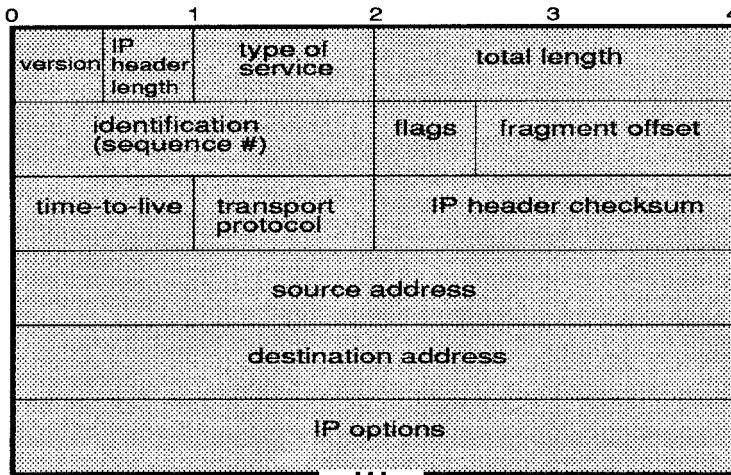 0 1 2 3 4
version
IP
header
length
type of
service
total length
identification
(sequence #)
flags
fragment offset
time-to-live
transport
protocol
IP header checksum
source address
destination address
IP options
...